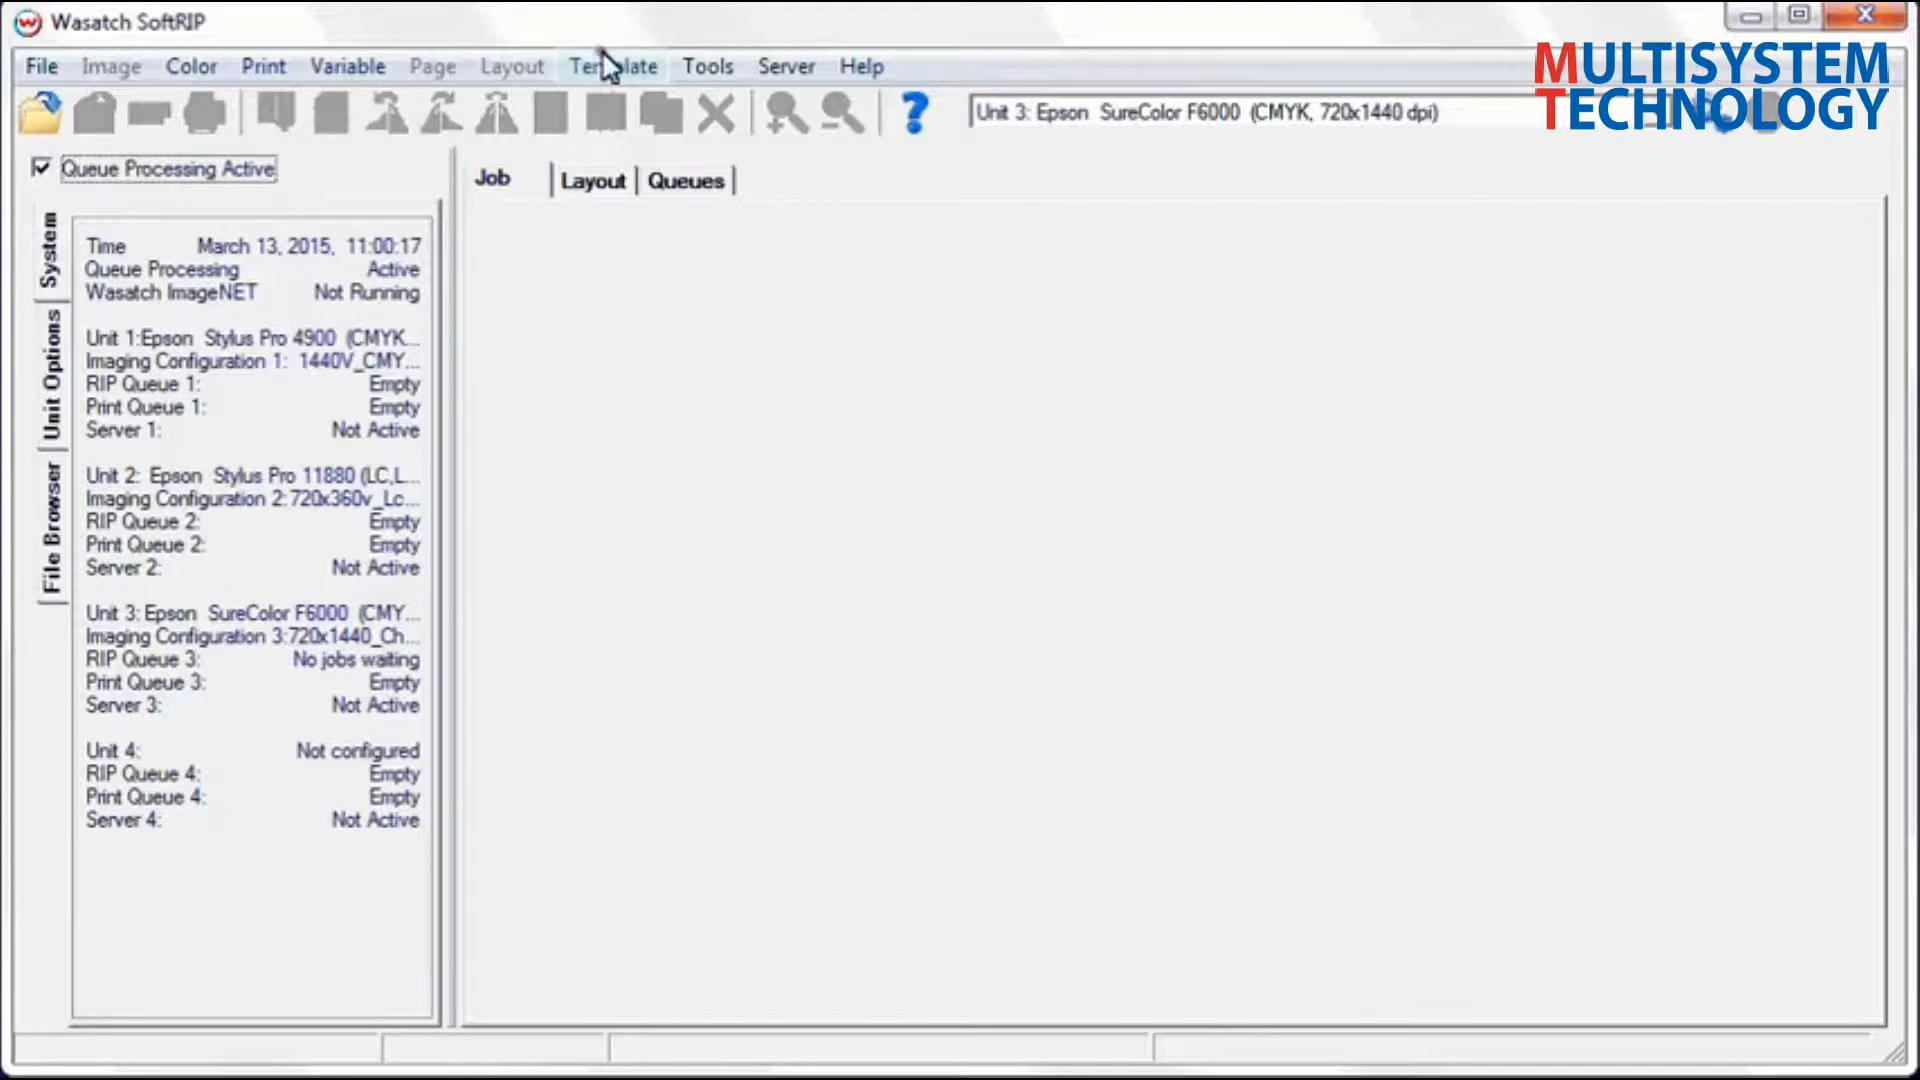 Wasatch SoftRIP
MULTISYSTEM
TECHNOLOGY
File Image Color Print Variable Page Layout Template Tools Server Help
Unit 3: Epson SureColor F6000 (CMYK, 720x1440 dpi)
Queue Processing Active
Job Layout Queues
System
Unit Options
File Browser
Time March 13, 2015, 11:00:17
Queue Processing Active
Wasatch ImageNET Not Running
Unit 1:Epson Stylus Pro 4900 (CMYK...
Imaging Configuration 1: 1440V_CMY...
RIP Queue 1: Empty
Print Queue 1: Empty
Server 1: Not Active
Unit 2: Epson Stylus Pro 11880 (LC,L...
Imaging Configuration 2:720x360v_Lc...
RIP Queue 2: Empty
Print Queue 2: Empty
Server 2: Not Active
Unit 3: Epson SureColor F6000 (CMY...
Imaging Configuration 3:720x1440_Ch...
RIP Queue 3: No jobs waiting
Print Queue 3: Empty
Server 3: Not Active
Unit 4: Not configured
RIP Queue 4: Empty
Print Queue 4: Empty
Server 4: Not Active